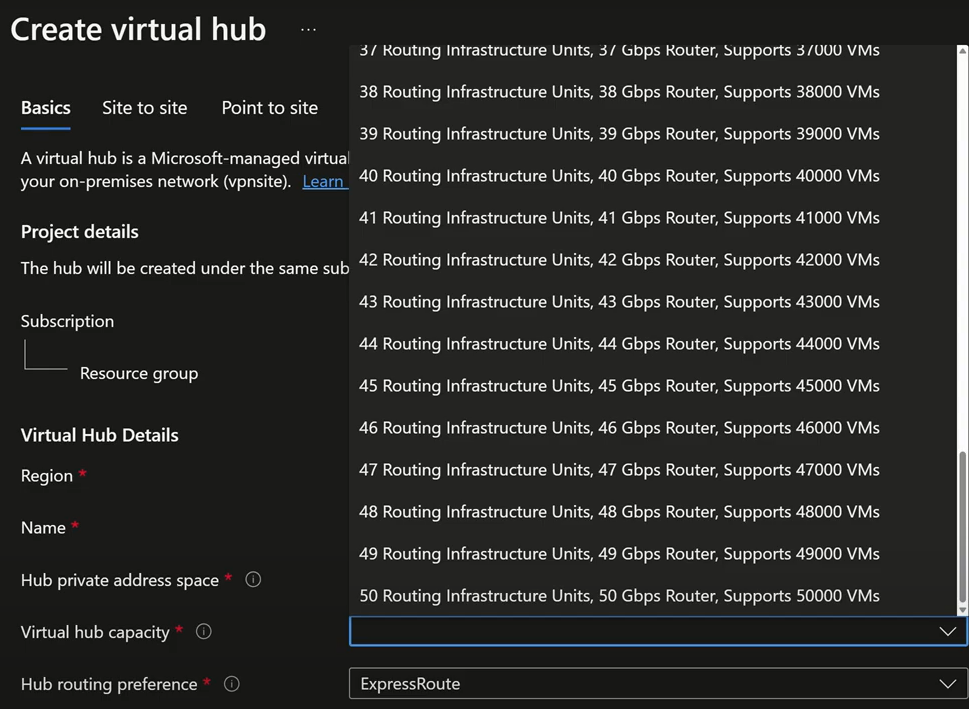 Create virtual hub ...
Basics Site to site Point to site
A virtual hub is a Microsoft-managed virtual
your on-premises network (vpnsite). Learn
Project details
The hub will be created under the same sub
Subscription
Resource group
Virtual Hub Details
Region *
Name *
Hub private address space *
Virtual hub capacity *
37 Routing Infrastructure Units, 37 Gbps Router, Supports 37000 VMs
38 Routing Infrastructure Units, 38 Gbps Router, Supports 38000 VMs
39 Routing Infrastructure Units, 39 Gbps Router, Supports 39000 VMs
40 Routing Infrastructure Units, 40 Gbps Router, Supports 40000 VMs
41 Routing Infrastructure Units, 41 Gbps Router, Supports 41000 VMs
42 Routing Infrastructure Units, 42 Gbps Router, Supports 42000 VMs
43 Routing Infrastructure Units, 43 Gbps Router, Supports 43000 VMs
44 Routing Infrastructure Units, 44 Gbps Router, Supports 44000 VMs
45 Routing Infrastructure Units, 45 Gbps Router, Supports 45000 VMs
46 Routing Infrastructure Units, 46 Gbps Router, Supports 46000 VMs
47 Routing Infrastructure Units, 47 Gbps Router, Supports 47000 VMs
48 Routing Infrastructure Units, 48 Gbps Router, Supports 48000 VMs
49 Routing Infrastructure Units, 49 Gbps Router, Supports 49000 VMs
50 Routing Infrastructure Units, 50 Gbps Router, Supports 50000 VMs
Hub routing preference * ExpressRoute